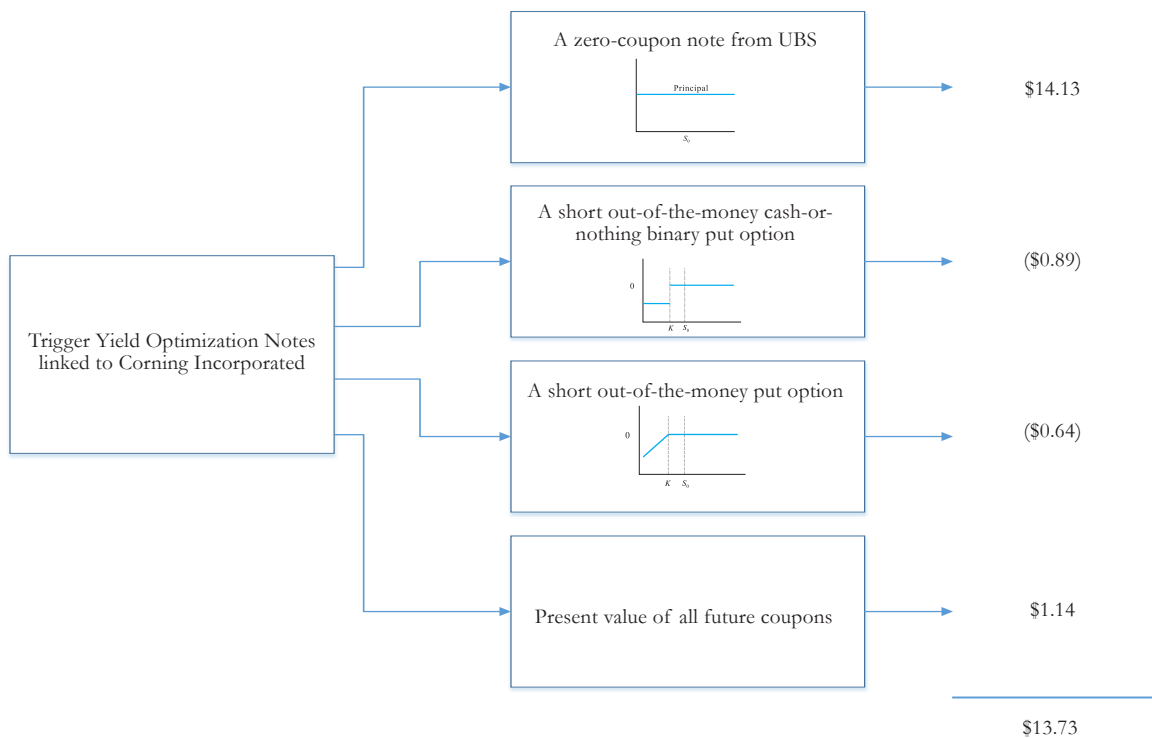 A zero-coupon note from UBS
Principal
S₀
$14.13
A short out-of-the-money cash-or-
nothing binary put option
0
K S₀
($0.89)
Trigger Yield Optimization Notes
linked to Corning Incorporated
A short out-of-the-money put option
0
K S₀
($0.64)
Present value of all future coupons
$1.14
$13.73